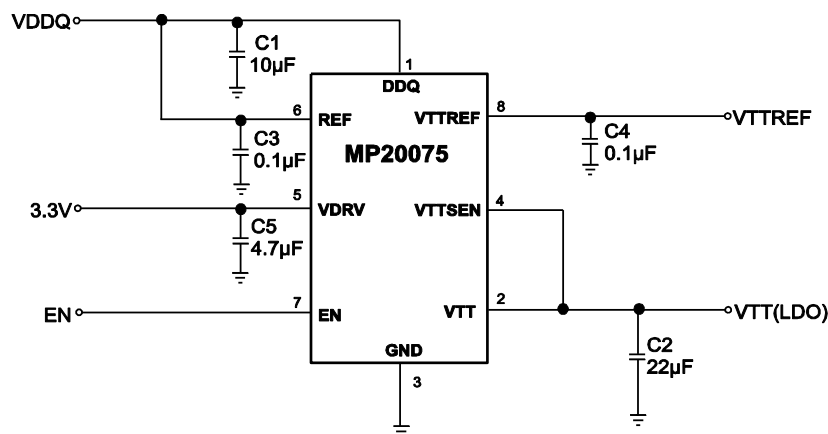 VDDQ
C1
10µF
1
DDQ
6
REF
VTTREF
8
VTTREF
C3
0.1µF
MP20075
C4
0.1µF
5
3.3V
VDRV
VTTSEN
4
C5
4.7µF
7
EN
EN
VTT
2
VTT(LDO)
GND
3
C2
22µF